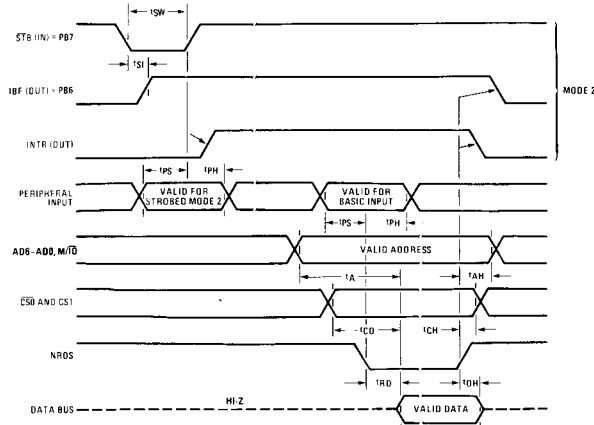 tSW
STB (IN) = PB7
tSI
IBF (OUT) = PB6
MODE 2
INTR (OUT)
tPS
tPH
PERIPHERAL INPUT
VALID FOR STROBED MODE 2
VALID FOR BASIC INPUT
tPS
tPH
AD6–AD0, M/IO
VALID ADDRESS
tA
tAH
CS0 AND CS1
tCO
tCH
NRDS
tRD
tDH
HI-Z
DATA BUS
VALID DATA